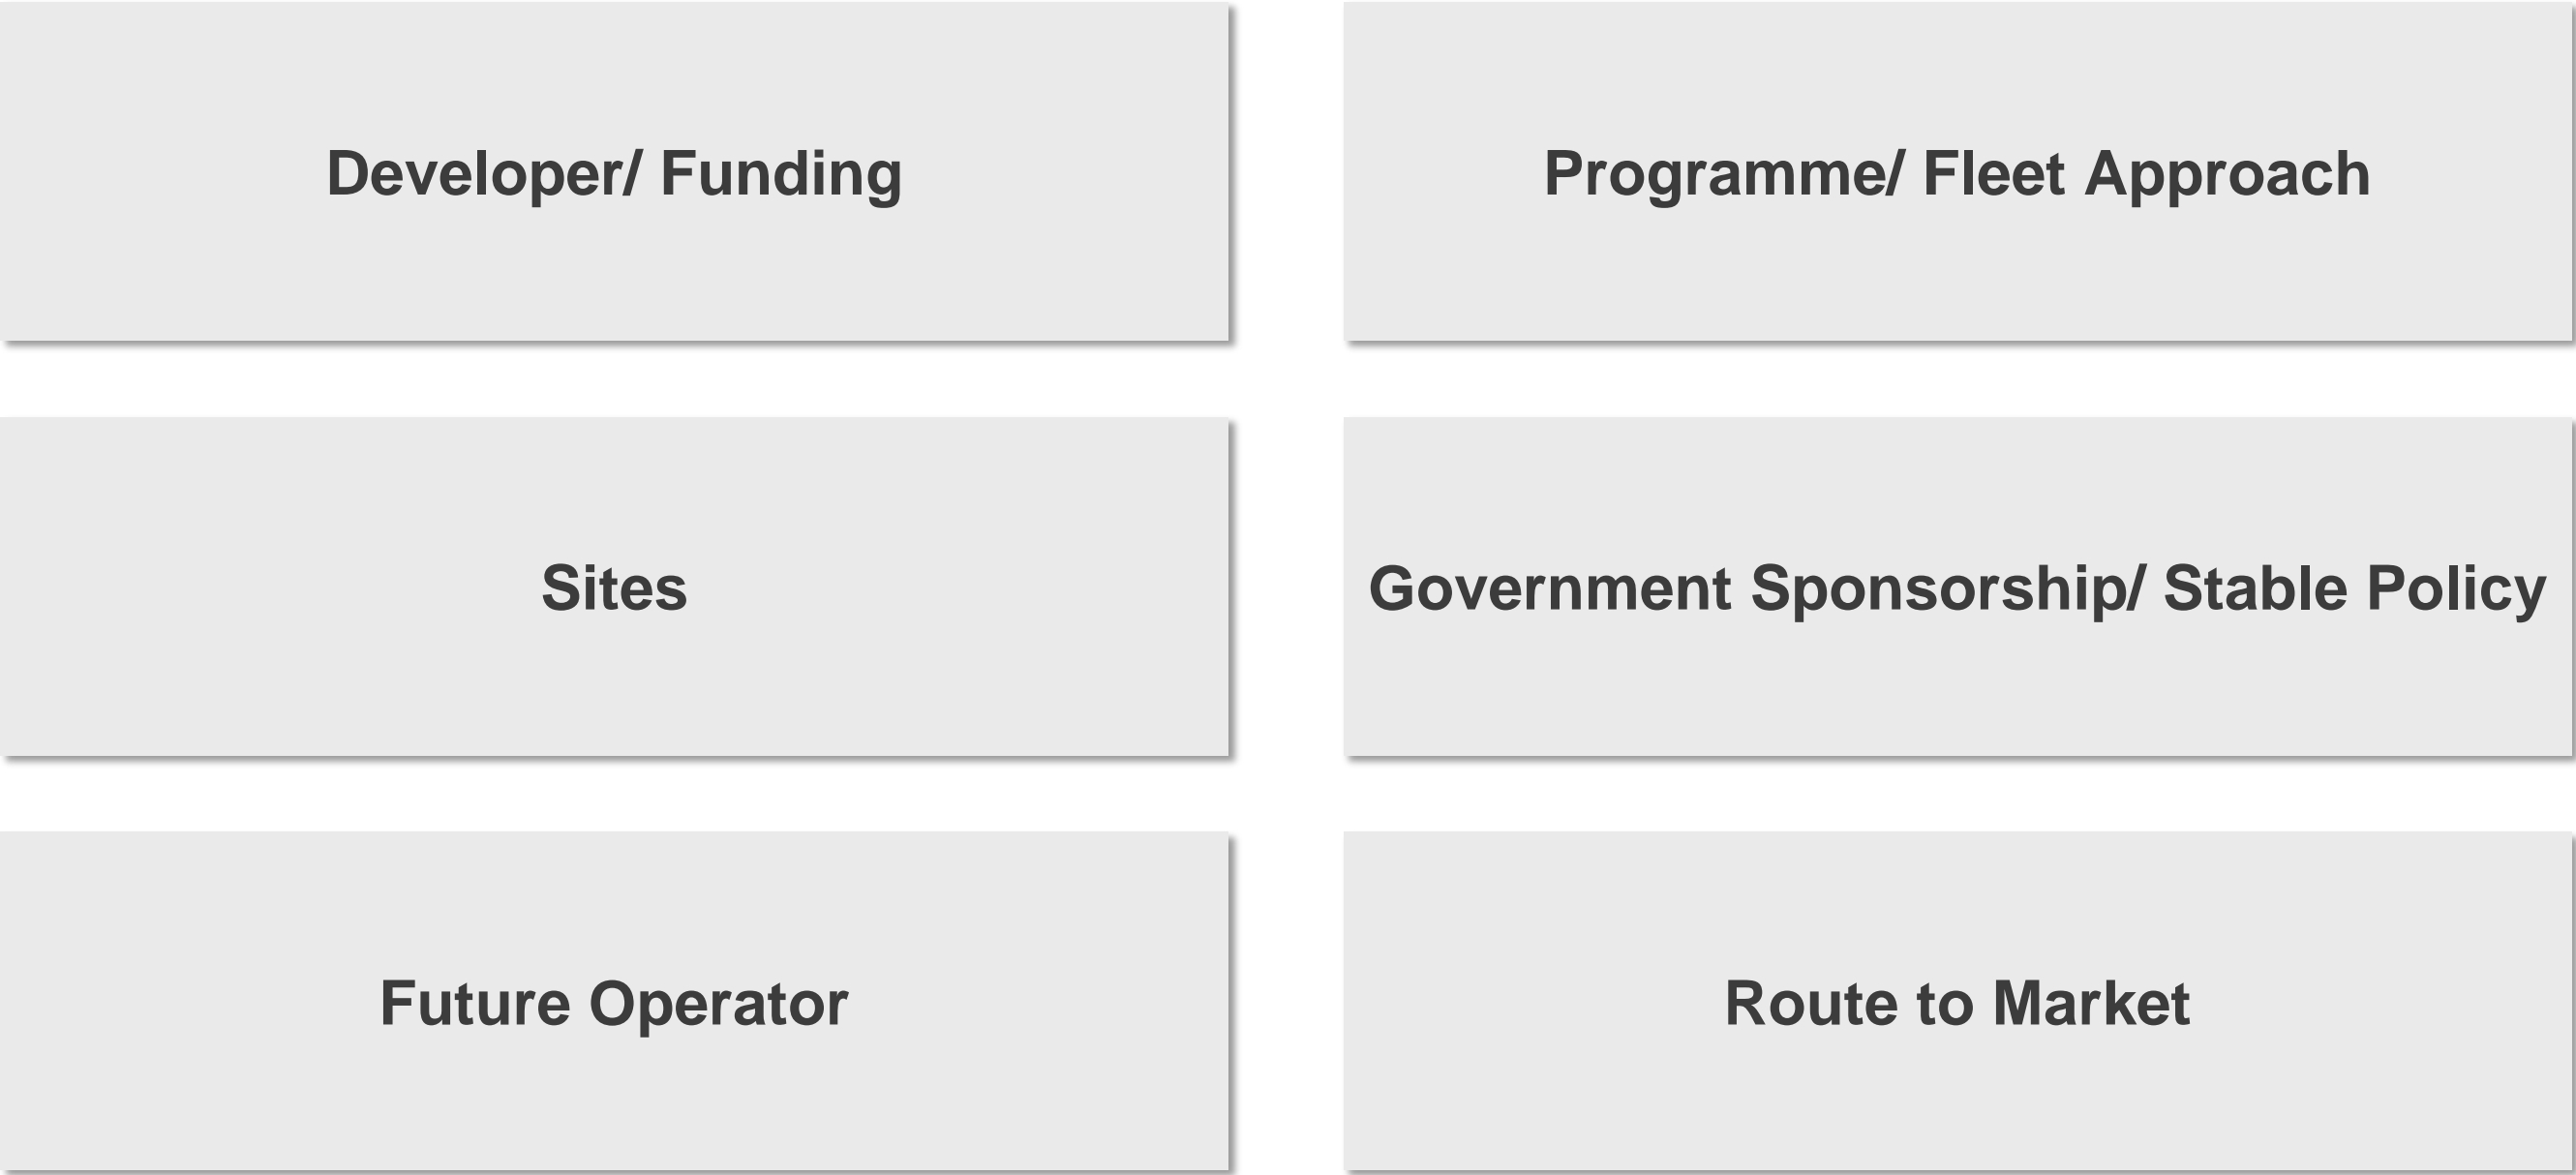 Developer/ Funding
Programme/ Fleet Approach
Sites
Government Sponsorship/ Stable Policy
Future Operator
Route to Market